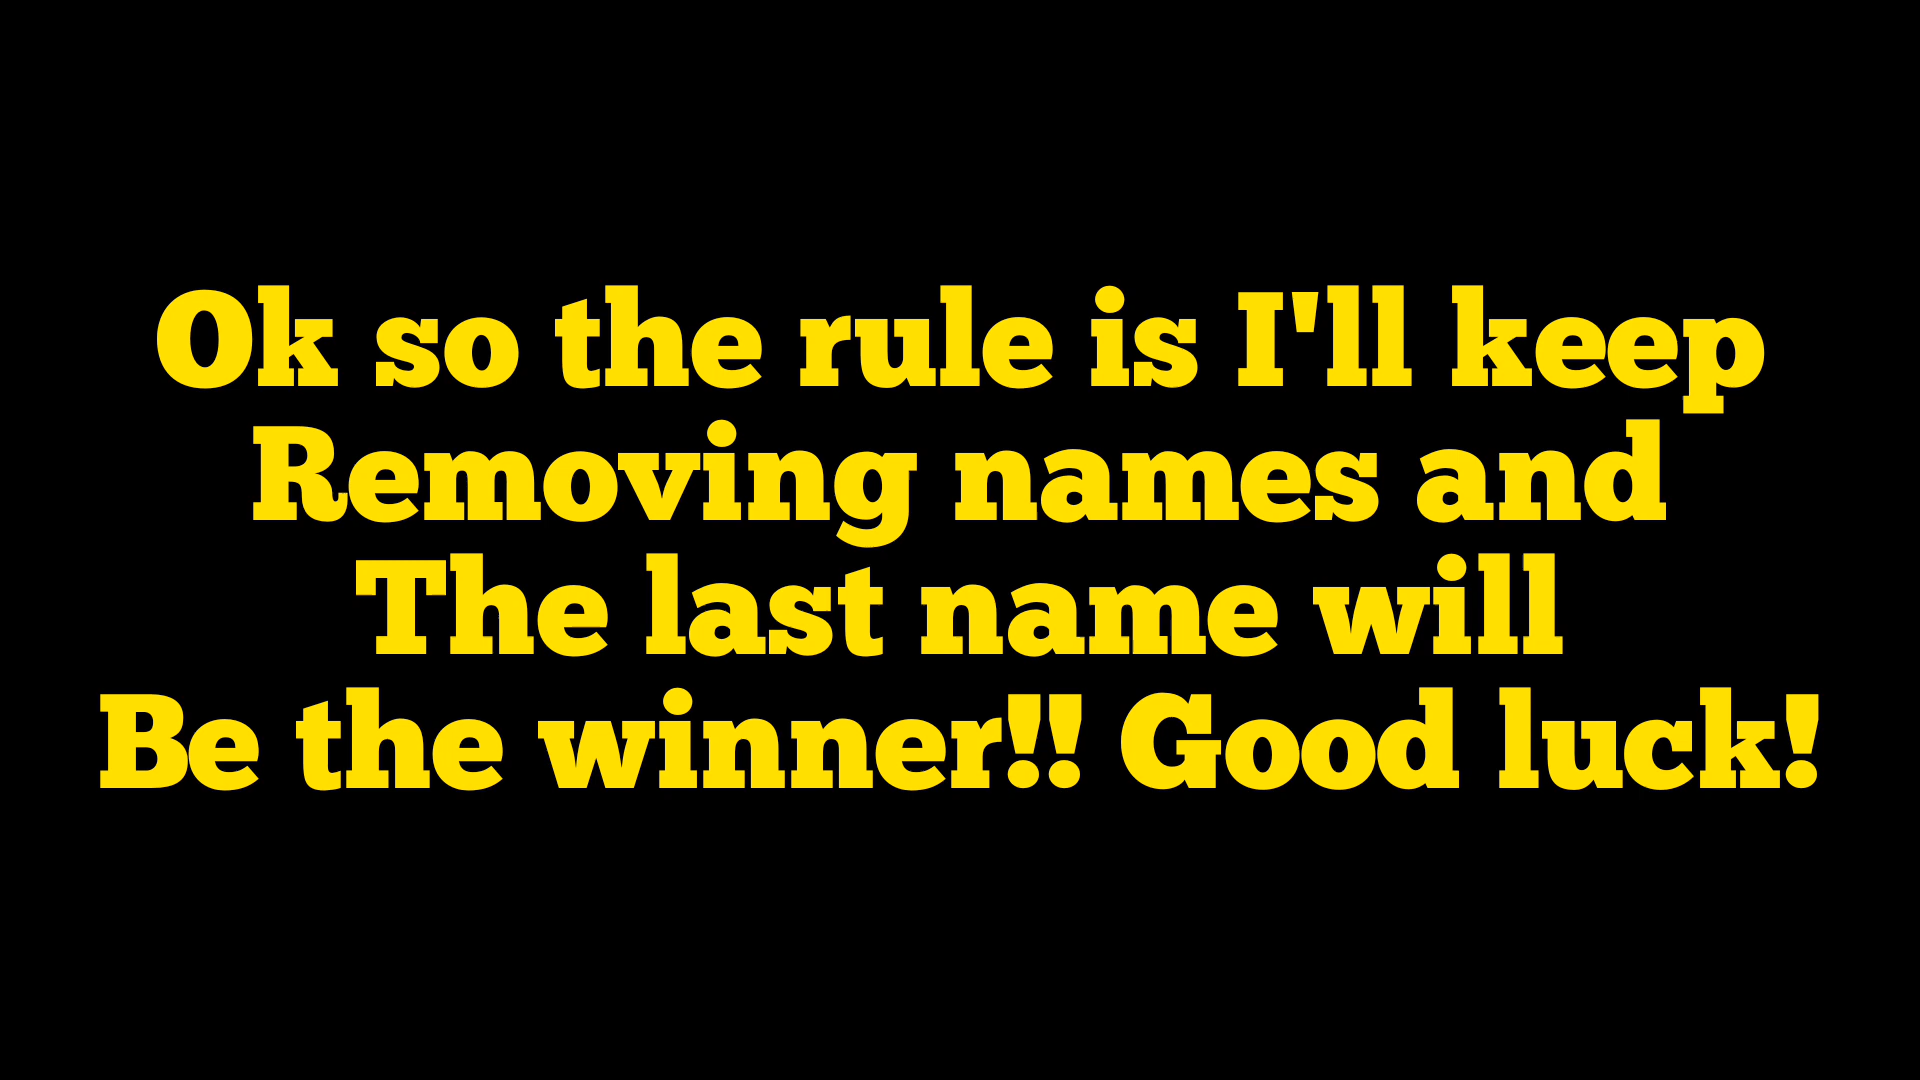 Ok so the rule is I'll keep
Removing names and
The last name will
Be the winner!! Good luck!